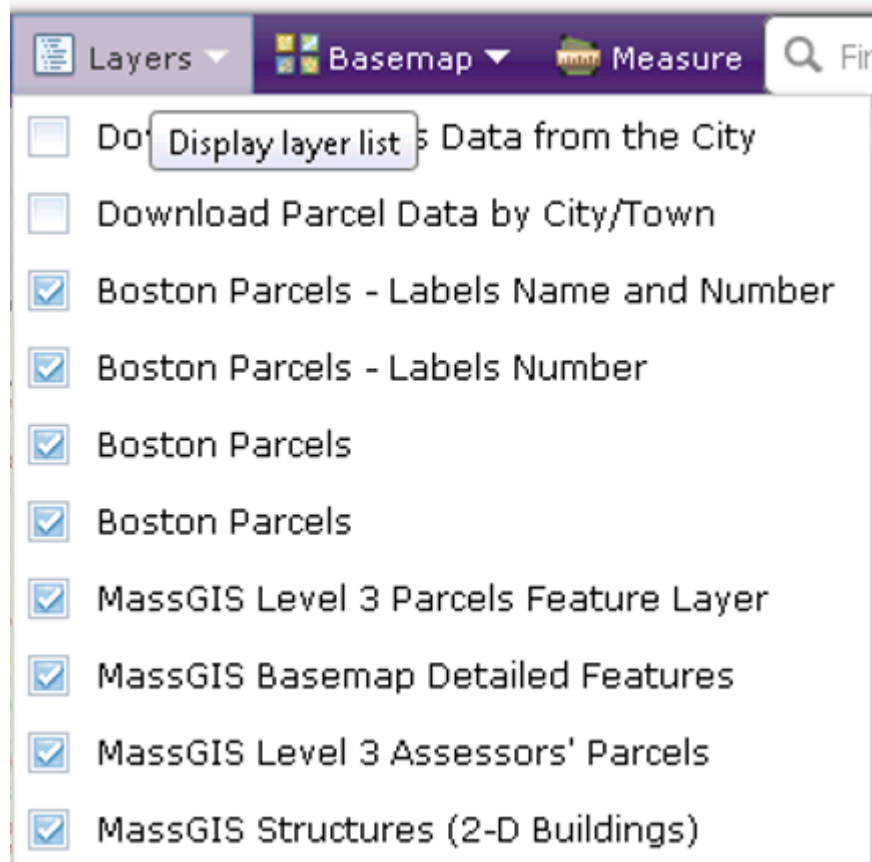 Layers Basemap Measure Fin
Do Display layer list s Data from the City
Download Parcel Data by City/Town
Boston Parcels - Labels Name and Number
Boston Parcels - Labels Number
Boston Parcels
Boston Parcels
MassGIS Level 3 Parcels Feature Layer
MassGIS Basemap Detailed Features
MassGIS Level 3 Assessors' Parcels
MassGIS Structures (2-D Buildings)